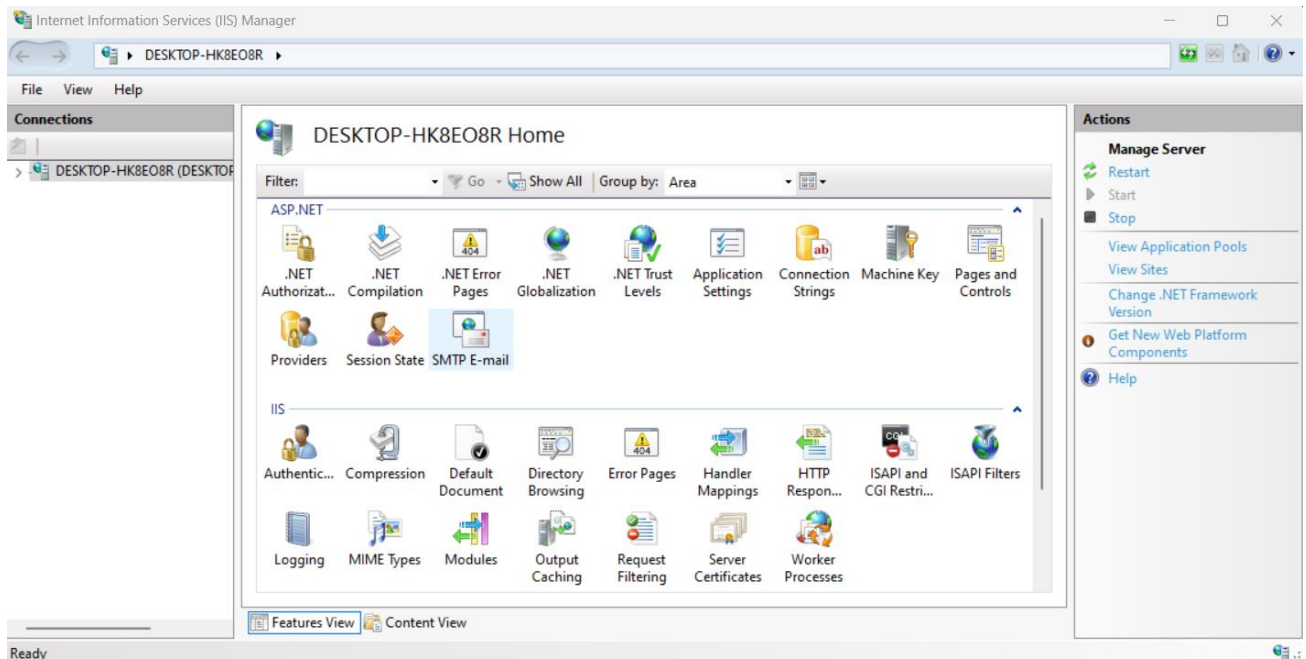 Internet Information Services (IIS) Manager
DESKTOP-HK8EO8R
File View Help
Connections
DESKTOP-HK8EO8R (DESKTOP
DESKTOP-HK8EO8R Home
Filter: Go Show All Group by: Area
ASP.NET
.NET Authorizat...
.NET Compilation
.NET Error Pages
.NET Globalization
.NET Trust Levels
Application Settings
Connection Strings
Machine Key
Pages and Controls
Providers
Session State
SMTP E-mail
IIS
Authentic...
Compression
Default Document
Directory Browsing
Error Pages
Handler Mappings
HTTP Respon...
ISAPI and CGI Restri...
ISAPI Filters
Logging
MIME Types
Modules
Output Caching
Request Filtering
Server Certificates
Worker Processes
Features View Content View
Actions
Manage Server
Restart
Start
Stop
View Application Pools
View Sites
Change .NET Framework
Version
Get New Web Platform
Components
Help
Ready